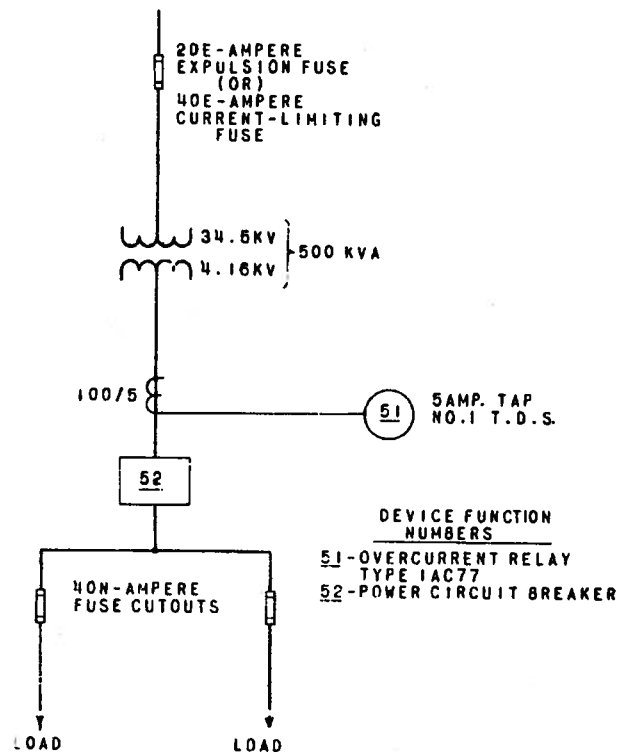 20E-AMPERE
EXPULSION FUSE
(OR)
40E-AMPERE
CURRENT-LIMITING
FUSE
34.5KV
4.16KV
500 KVA
100/5
51
5AMP. TAP
NO.1 T.D.S.
52
DEVICE FUNCTION
NUMBERS
51-OVERCURRENT RELAY
TYPE IAC77
52-POWER CIRCUIT BREAKER
40N-AMPERE
FUSE CUTOUTS
LOAD
LOAD